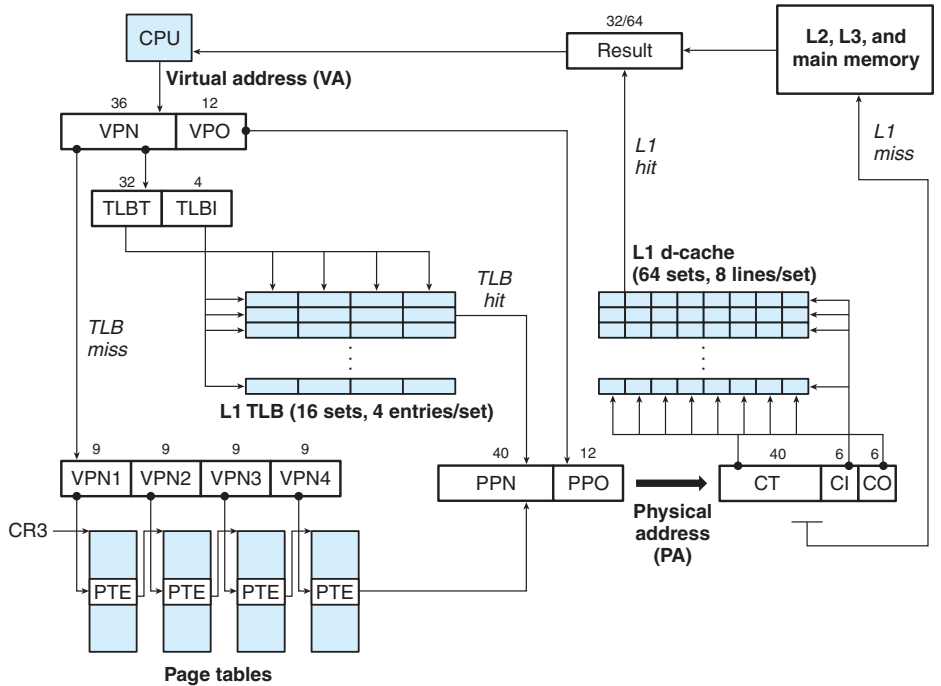 CPU
32/64
Result
L2, L3, and
main memory
Virtual address (VA)
36
12
VPN
VPO
L1
hit
L1
miss
32
4
TLBT
TLBI
TLB
hit
L1 d-cache
(64 sets, 8 lines/set)
TLB
miss
L1 TLB (16 sets, 4 entries/set)
9
9
9
9
VPN1
VPN2
VPN3
VPN4
40
12
PPN
PPO
40
6
6
CT
CI
CO
Physical
address
(PA)
CR3
PTE
PTE
PTE
PTE
Page tables